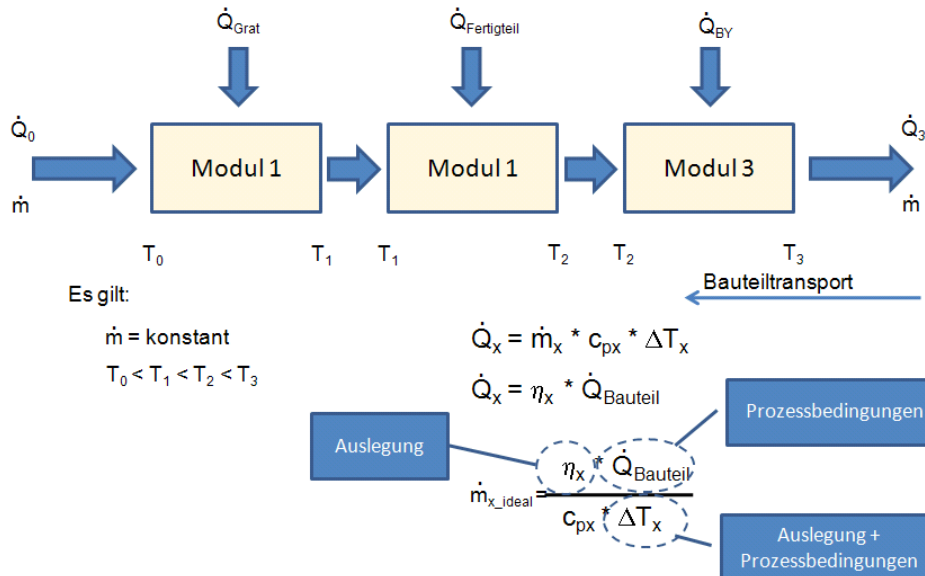 Q̇Grat Q̇Fertigteil Q̇BY
Q̇0 Q̇3
Modul 1 Modul 1 Modul 3
ṁ ṁ
T0 T1 T1 T2 T2 T3
Bauteiltransport
Es gilt:
ṁ = konstant
T0 < T1 < T2 < T3
Q̇x = ṁx * cpx * ΔTx
Q̇x = ηx * Q̇Bauteil
Prozessbedingungen
Auslegung
ηx * Q̇Bauteil
ṁx_ideal =
cpx * ΔTx
Auslegung +
Prozessbedingungen